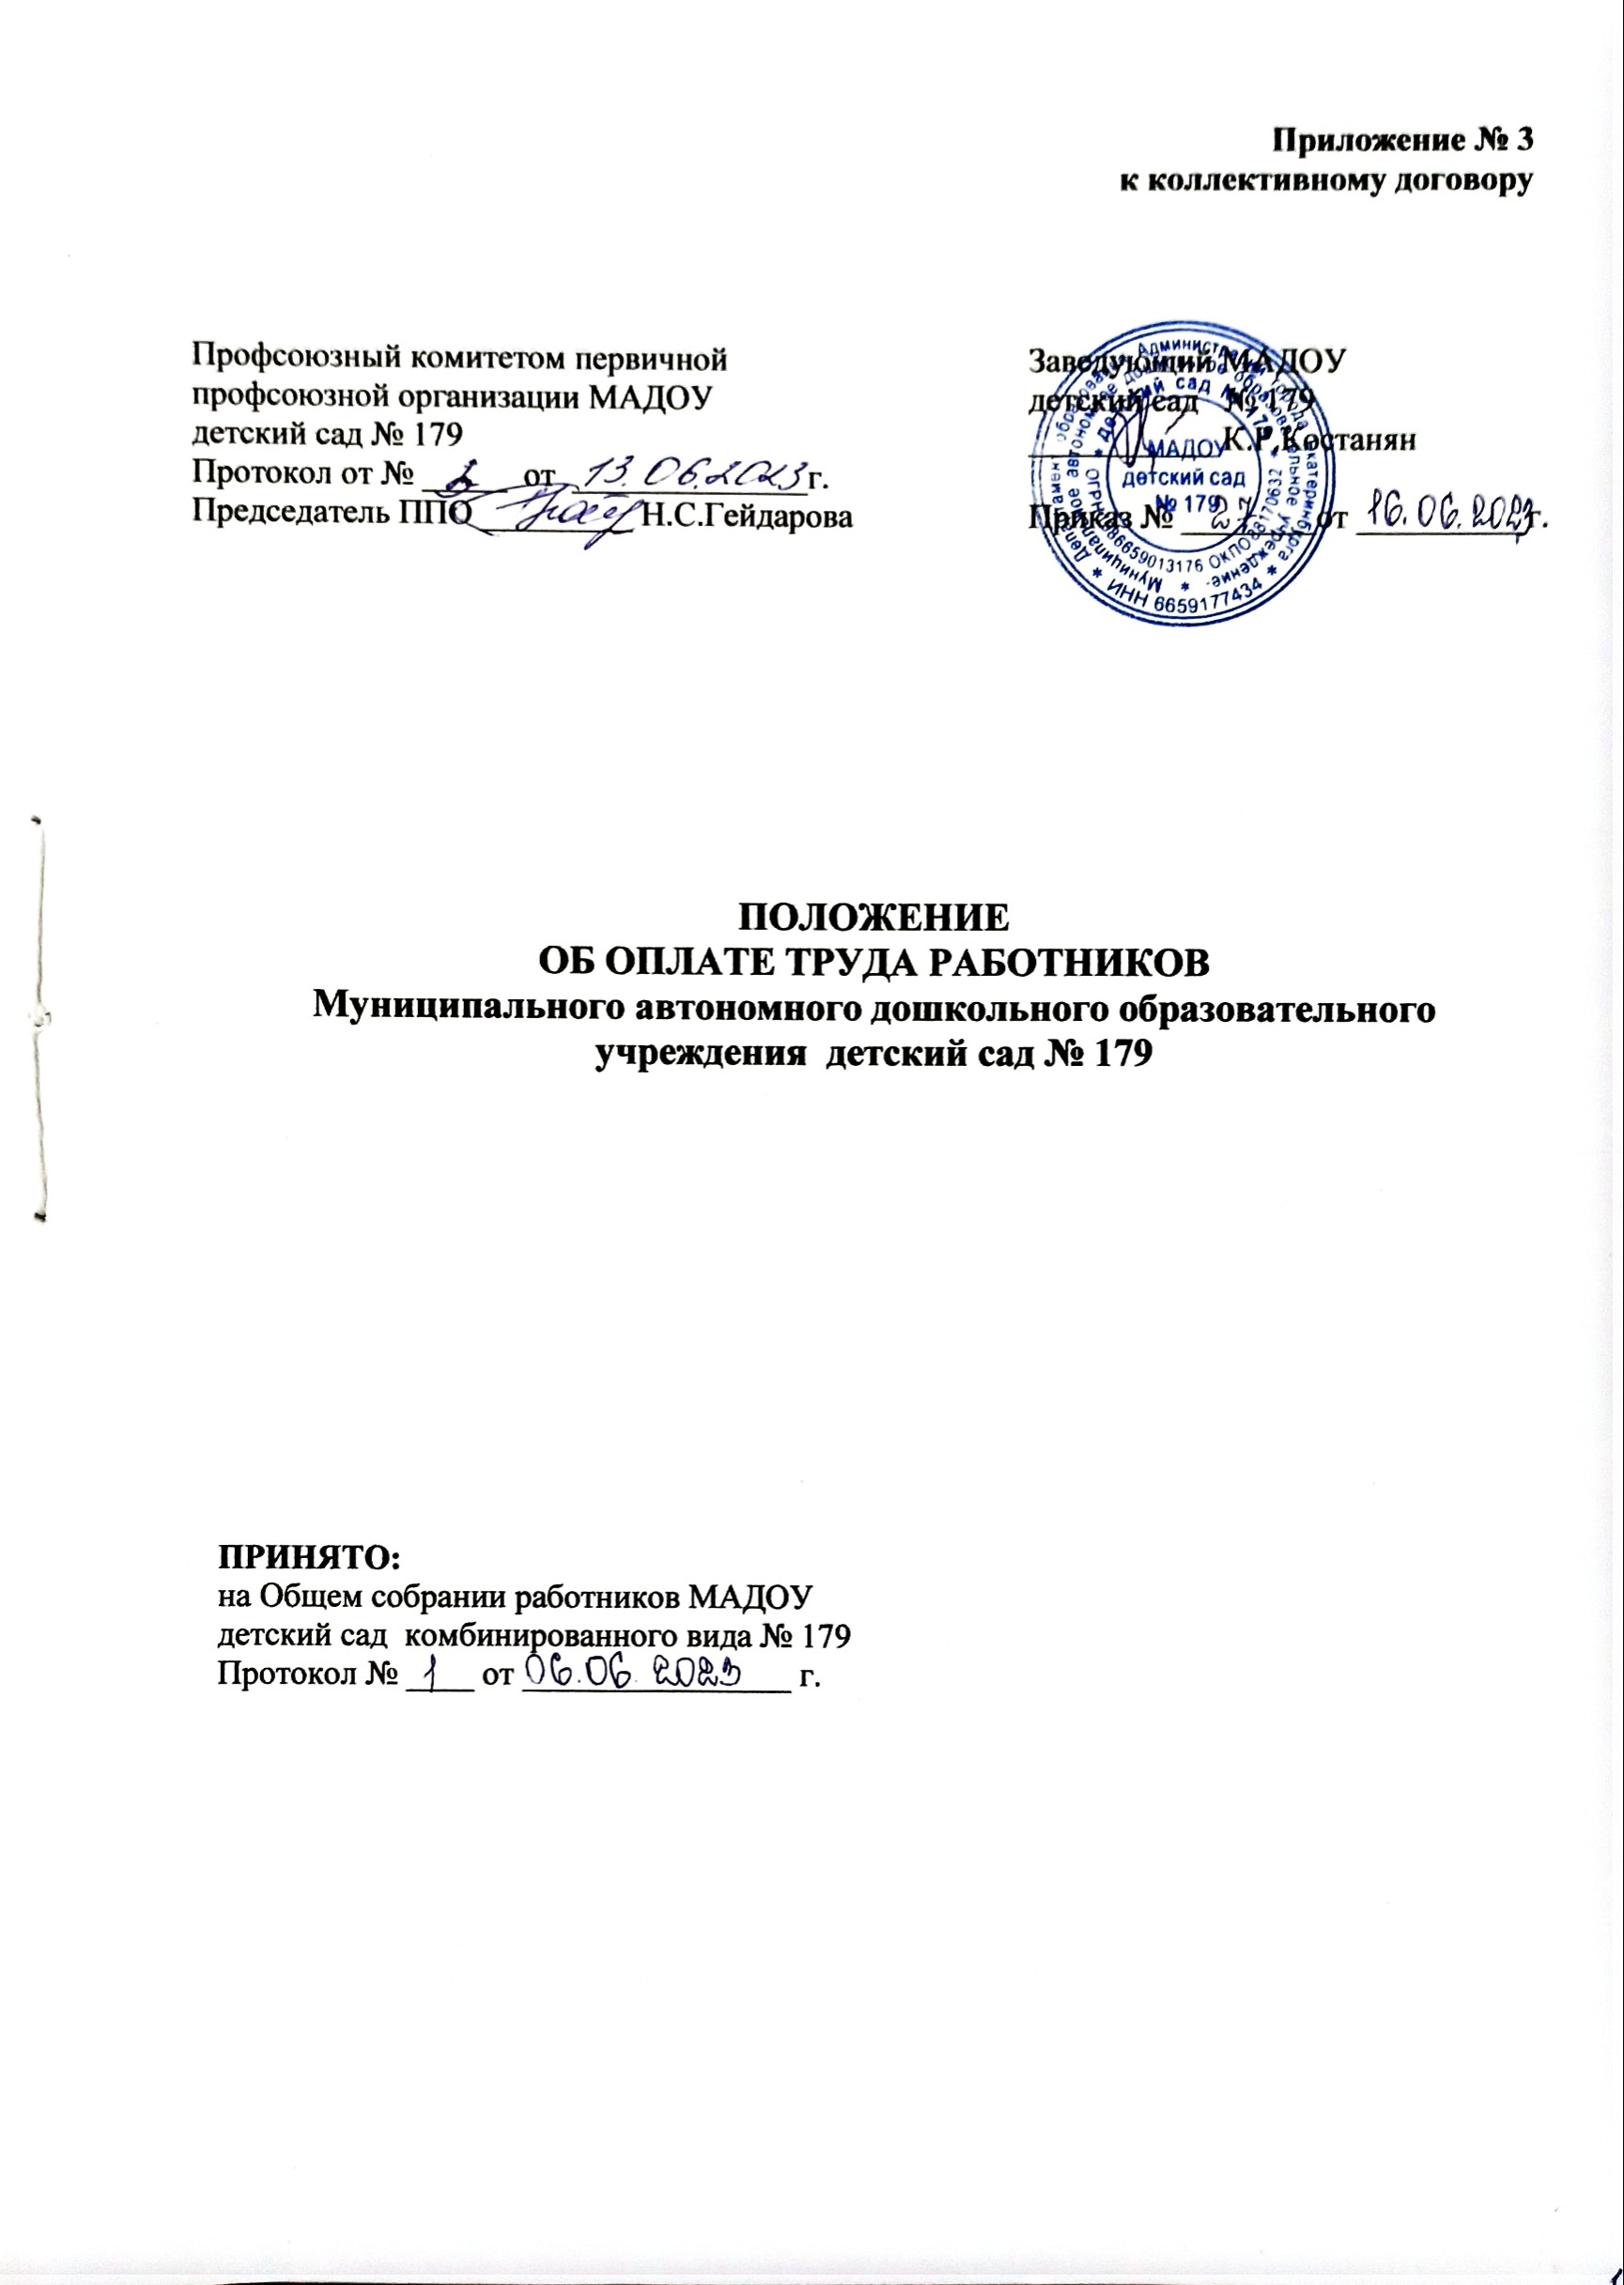 Приложение № 3
к коллективному договору
Профсоюзный комитетом первичной
профсоюзной организации МАДОУ
детский сад № 179
Протокол от № от 13.06.2023 г.
Председатель ППО Н.С.Гейдарова
Заведующий МАДОУ
детский сад № 179
К.Р.Костанян
Приказ № от 16.06.2023г.
МАДОУ
детский сад
№ 179
ИНН 6659177434
ОКПО 88170632
ПОЛОЖЕНИЕ
ОБ ОПЛАТЕ ТРУДА РАБОТНИКОВ
Муниципального автономного дошкольного образовательного
учреждения детский сад № 179
ПРИНЯТО:
на Общем собрании работников МАДОУ
детский сад комбинированного вида № 179
Протокол № 1 от 06.06.2023 г.